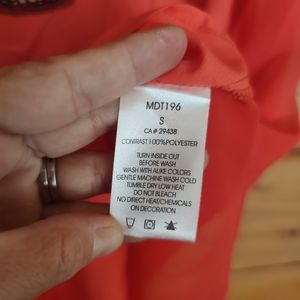 MDT196
S
CA# 29438
CONTRAST 100%POLYESTER
TURN INSIDE OUT
BEFORE WASH
WASH WITH ALIKE COLORS
GENTLE MACHINE WASH COLD
TUMBLE DRY LOW HEAT
DO NOT BLEACH
NO DIRECT HEAT/CHEMICALS
ON DECORATION